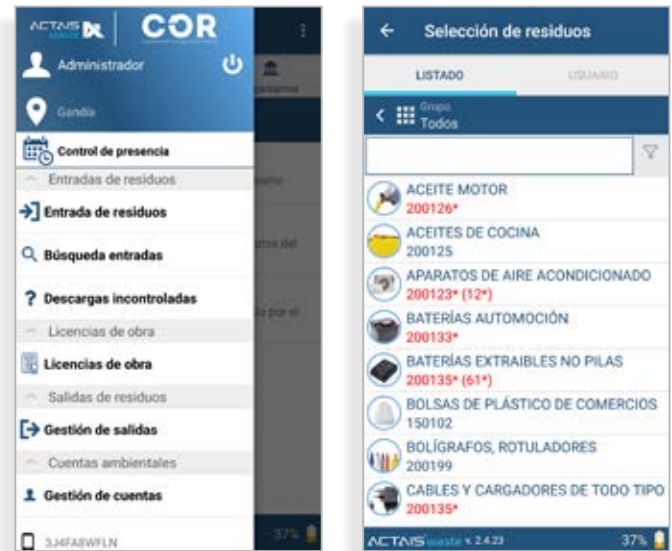 ACTAIS
waste
COR
Administrador
Gandía
Control de presencia
Entradas de residuos
Entrada de residuos
Búsqueda entradas
Descargas incontroladas
Licencias de obra
Licencias de obra
Salidas de residuos
Gestión de salidas
Cuentas ambientales
Gestión de cuentas
3J4FA8WFLN
37%
Selección de residuos
LISTADO USUARIO
Grupo
Todos
ACEITE MOTOR
200126*
ACEITES DE COCINA
200125
APARATOS DE AIRE ACONDICIONADO
200123* (12*)
BATERÍAS AUTOMOCIÓN
200133*
BATERÍAS EXTRAIBLES NO PILAS
200135* (61*)
BOLSAS DE PLÁSTICO DE COMERCIOS
150102
BOLÍGRAFOS, ROTULADORES
200199
CABLES Y CARGADORES DE TODO TIPO
200135*
ACTAIS waste v. 2.4.23 37%